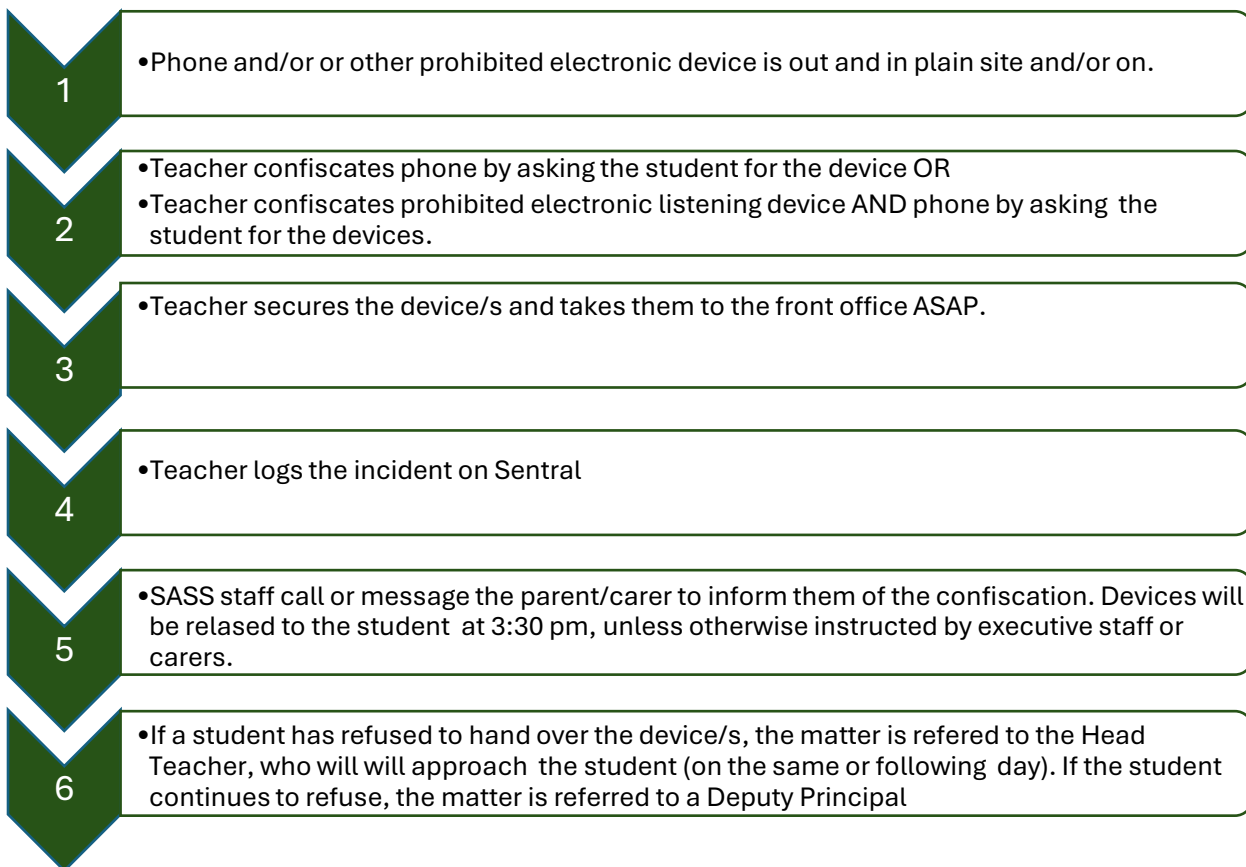 1
•Phone and/or or other prohibited electronic device is out and in plain site and/or on.
2
•Teacher confiscates phone by asking the student for the device OR
•Teacher confiscates prohibited electronic listening device AND phone by asking the
student for the devices.
3
•Teacher secures the device/s and takes them to the front office ASAP.
4
•Teacher logs the incident on Sentral
5
•SASS staff call or message the parent/carer to inform them of the confiscation. Devices will
be relased to the student at 3:30 pm, unless otherwise instructed by executive staff or
carers.
6
•If a student has refused to hand over the device/s, the matter is refered to the Head
Teacher, who will will approach the student (on the same or following day). If the student
continues to refuse, the matter is referred to a Deputy Principal